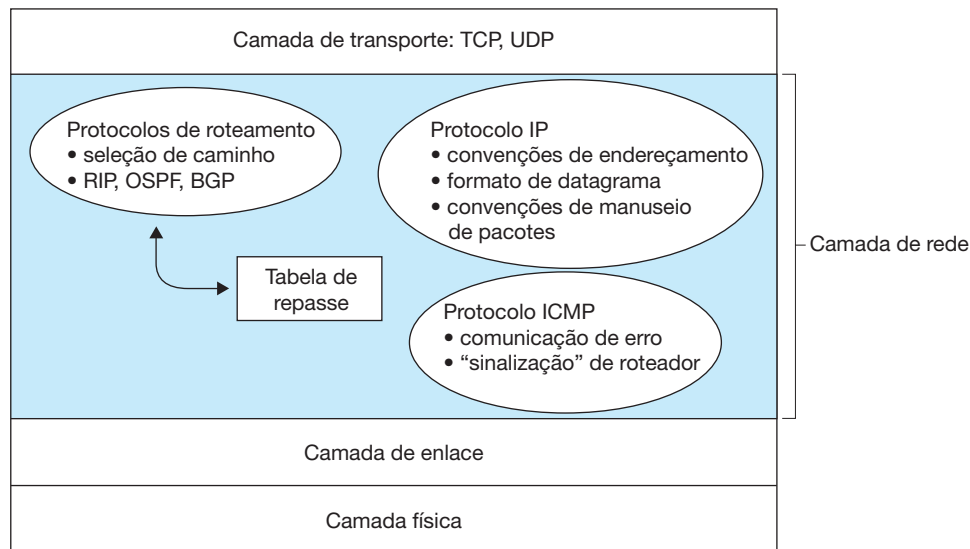 Camada de transporte: TCP, UDP
Protocolos de roteamento
• seleção de caminho
• RIP, OSPF, BGP
Protocolo IP
• convenções de endereçamento
• formato de datagrama
• convenções de manuseio
de pacotes
Camada de rede
Tabela de
repasse
Protocolo ICMP
• comunicação de erro
• “sinalização” de roteador
Camada de enlace
Camada física